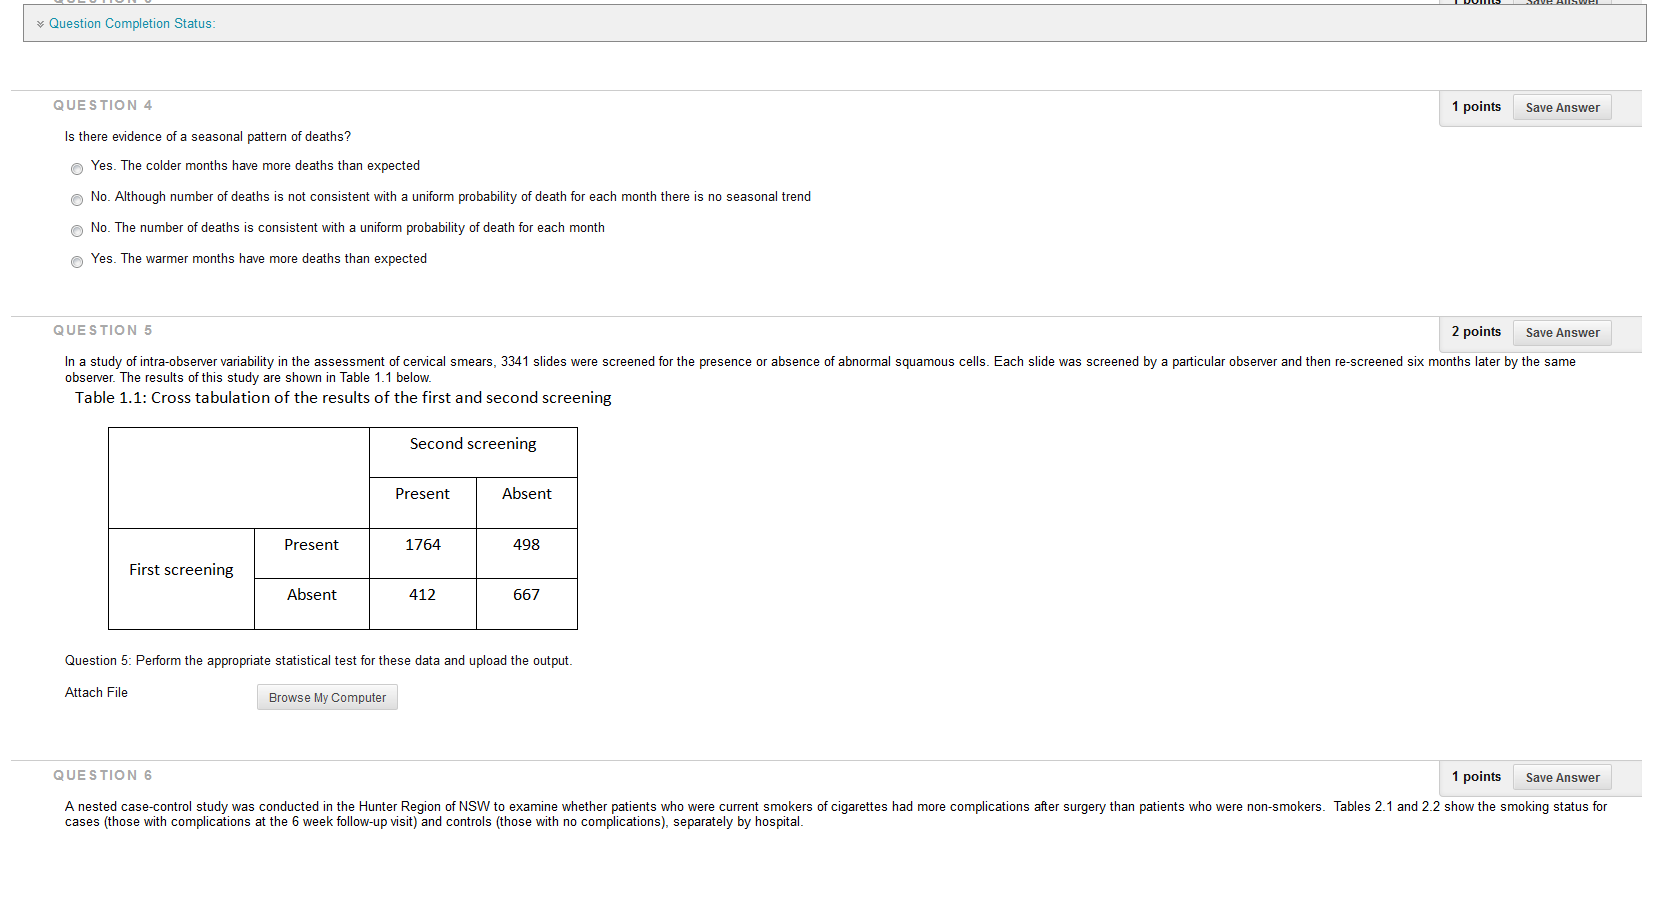 QUESTION 3
1 points Save Answer
Question Completion Status:
QUESTION 4
1 points Save Answer
Is there evidence of a seasonal pattern of deaths?
Yes. The colder months have more deaths than expected
No. Although number of deaths is not consistent with a uniform probability of death for each month there is no seasonal trend
No. The number of deaths is consistent with a uniform probability of death for each month
Yes. The warmer months have more deaths than expected
QUESTION 5
2 points Save Answer
In a study of intra-observer variability in the assessment of cervical smears, 3341 slides were screened for the presence or absence of abnormal squamous cells. Each slide was screened by a particular observer and then re-screened six months later by the same
observer. The results of this study are shown in Table 1.1 below.
Table 1.1: Cross tabulation of the results of the first and second screening
Second screening
Present Absent
First screening
Present 1764 498
Absent 412 667
Question 5: Perform the appropriate statistical test for these data and upload the output.
Attach File Browse My Computer
QUESTION 6
1 points Save Answer
A nested case-control study was conducted in the Hunter Region of NSW to examine whether patients who were current smokers of cigarettes had more complications after surgery than patients who were non-smokers.  Tables 2.1 and 2.2 show the smoking status for
cases (those with complications at the 6 week follow-up visit) and controls (those with no complications), separately by hospital.